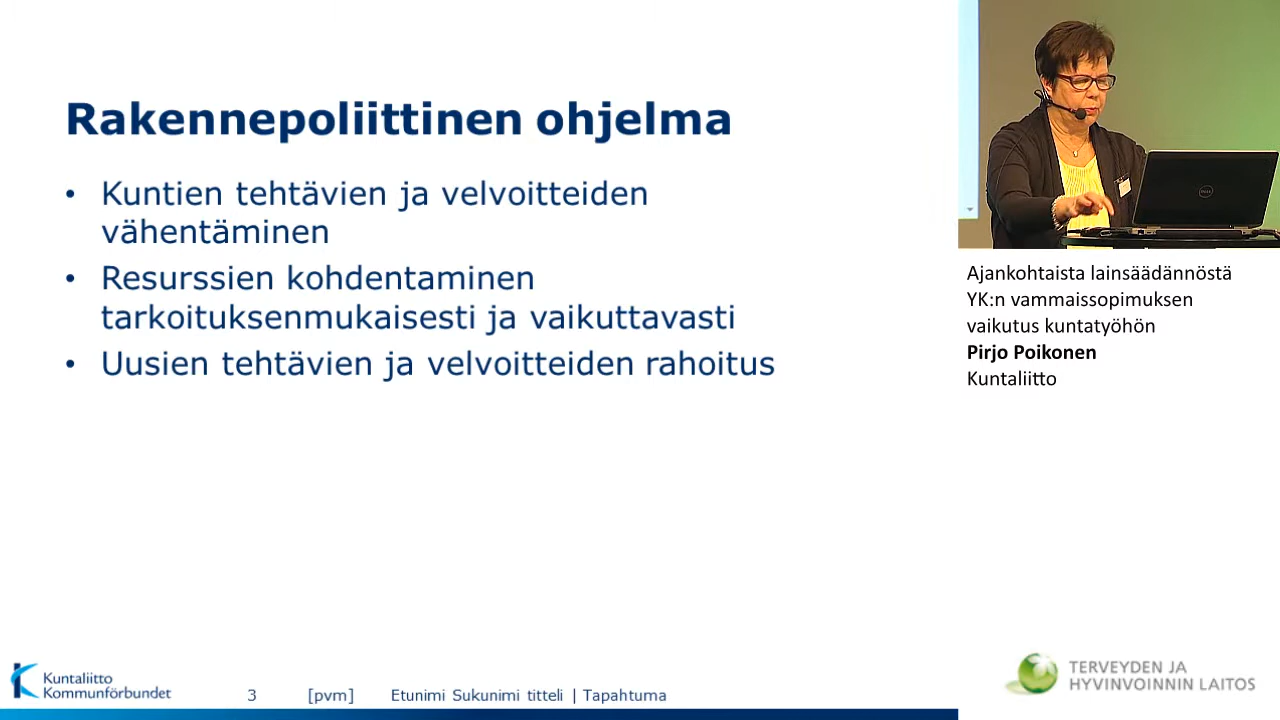 Rakennepoliittinen ohjelma
• Kuntien tehtävien ja velvoitteiden
vähentäminen
• Resurssien kohdentaminen
tarkoituksenmukaisesti ja vaikuttavasti
• Uusien tehtävien ja velvoitteiden rahoitus
Ajankohtaista lainsäädännöstä
YK:n vammaissopimuksen
vaikutus kuntatyöhön
Pirjo Poikonen
Kuntaliitto
Kuntaliitto
Kommunförbundet
3 [pvm] Etunimi Sukunimi titteli | Tapahtuma
TERVEYDEN JA
HYVINVOINNIN LAITOS